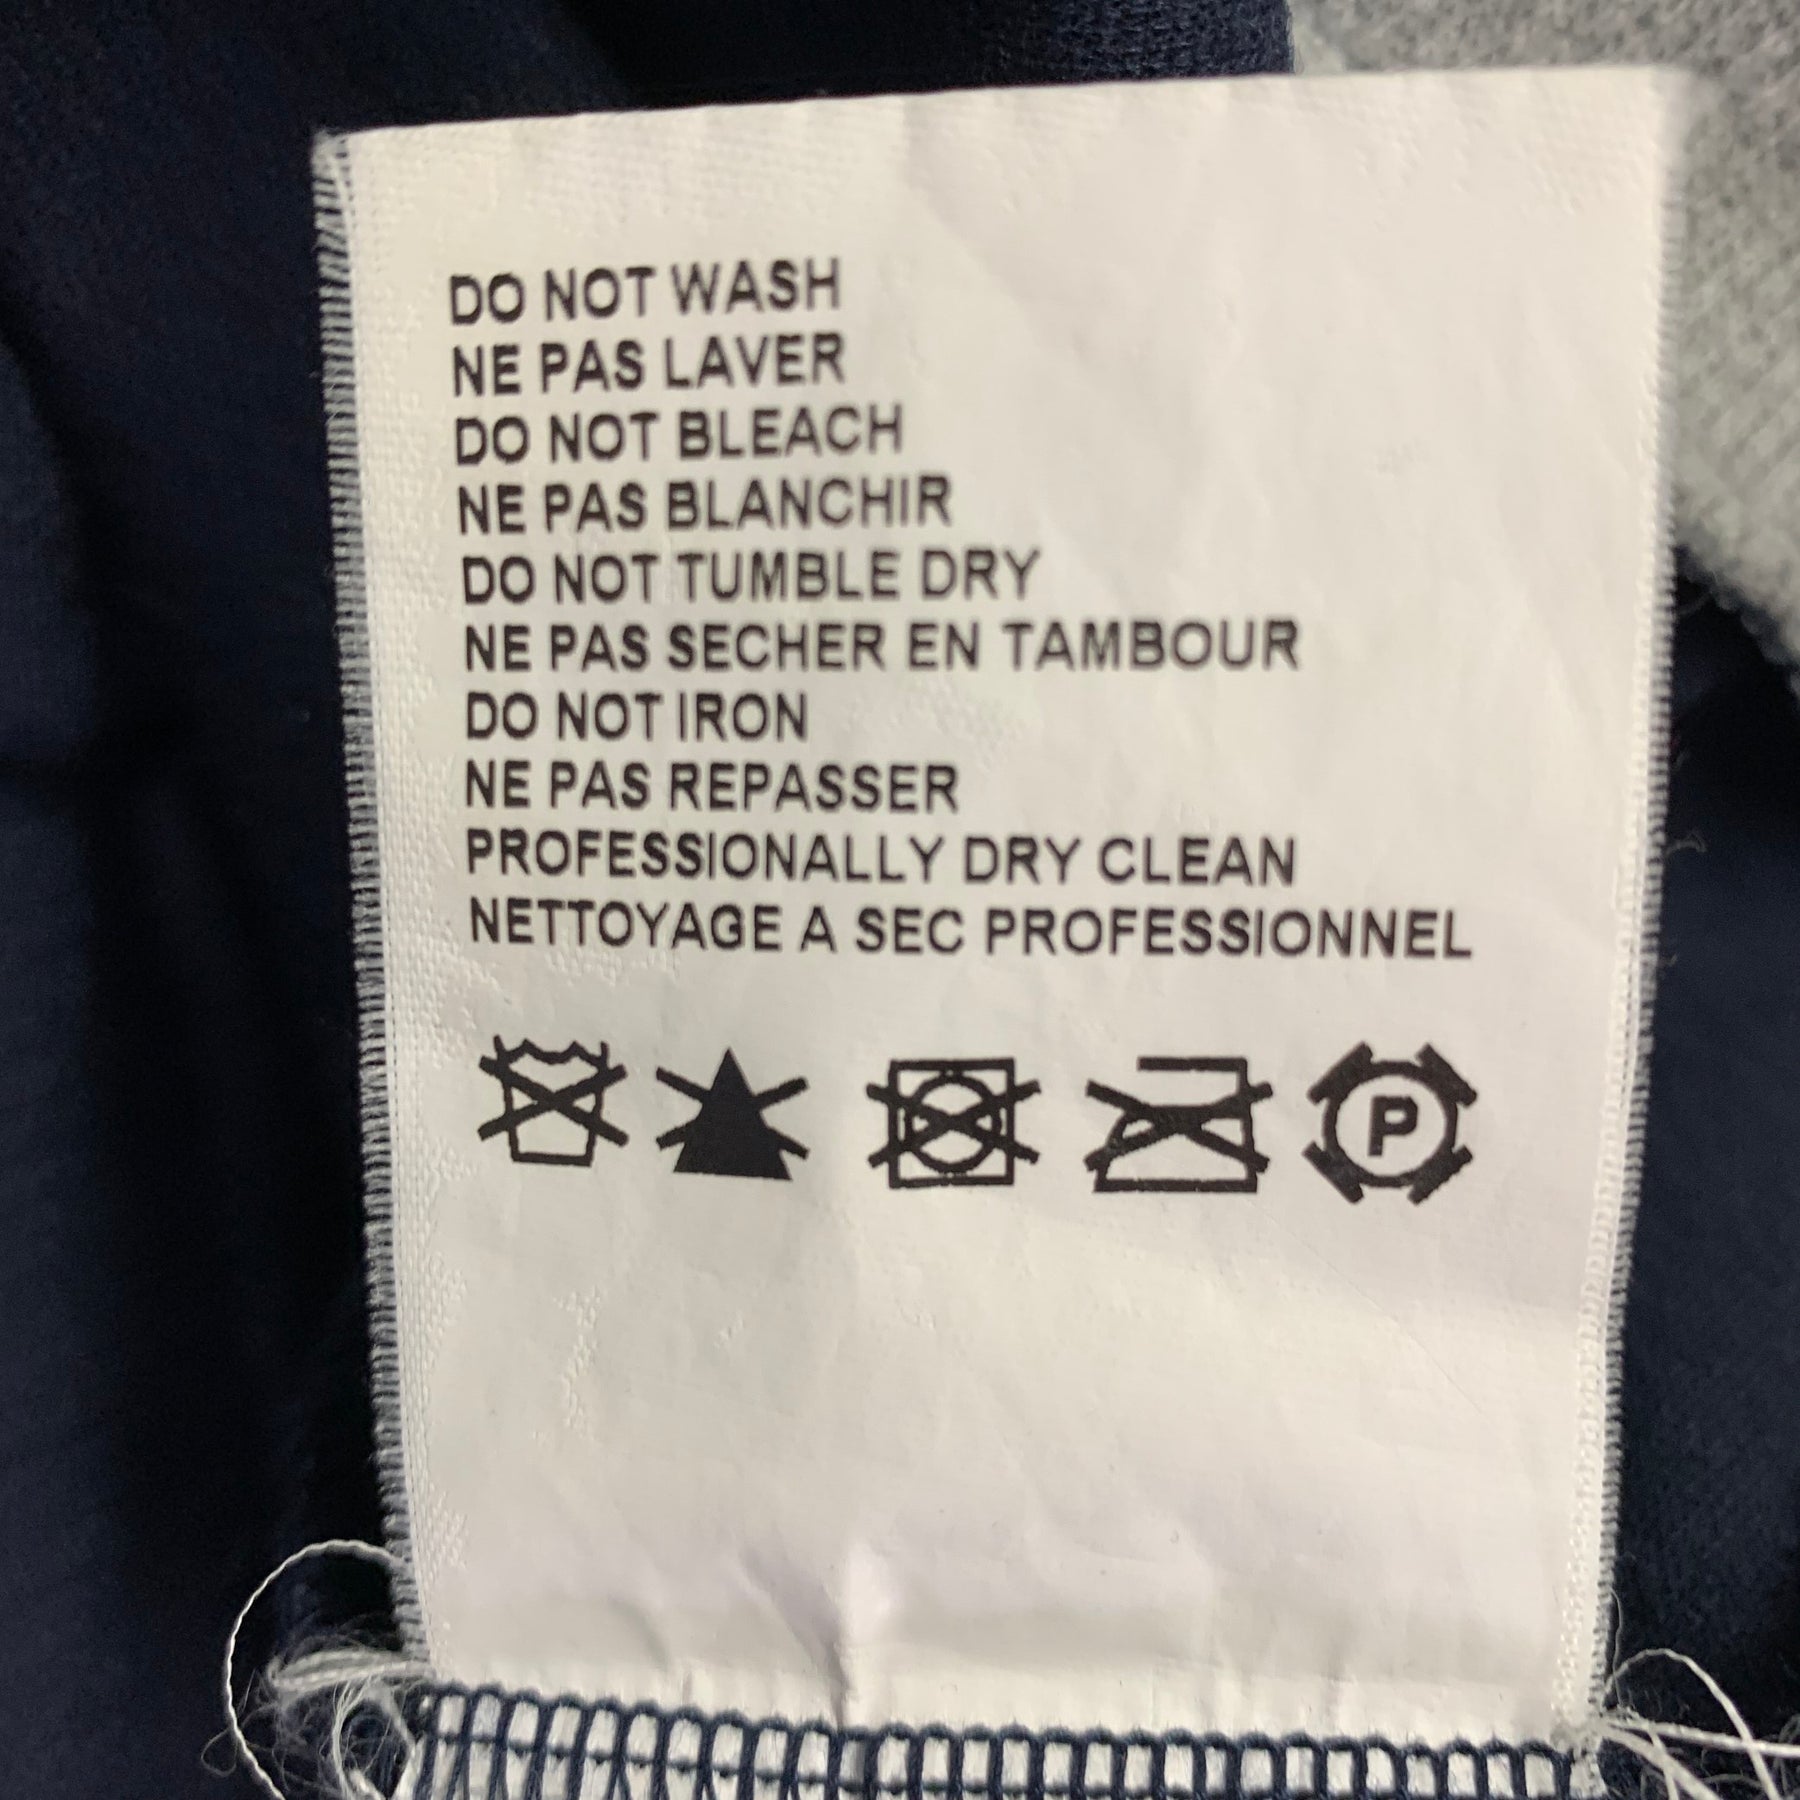 DO NOT WASH
NE PAS LAVER
DO NOT BLEACH
NE PAS BLANCHIR
DO NOT TUMBLE DRY
NE PAS SECHER EN TAMBOUR
DO NOT IRON
NE PAS REPASSER
PROFESSIONALLY DRY CLEAN
NETTOYAGE A SEC PROFESSIONNEL
P